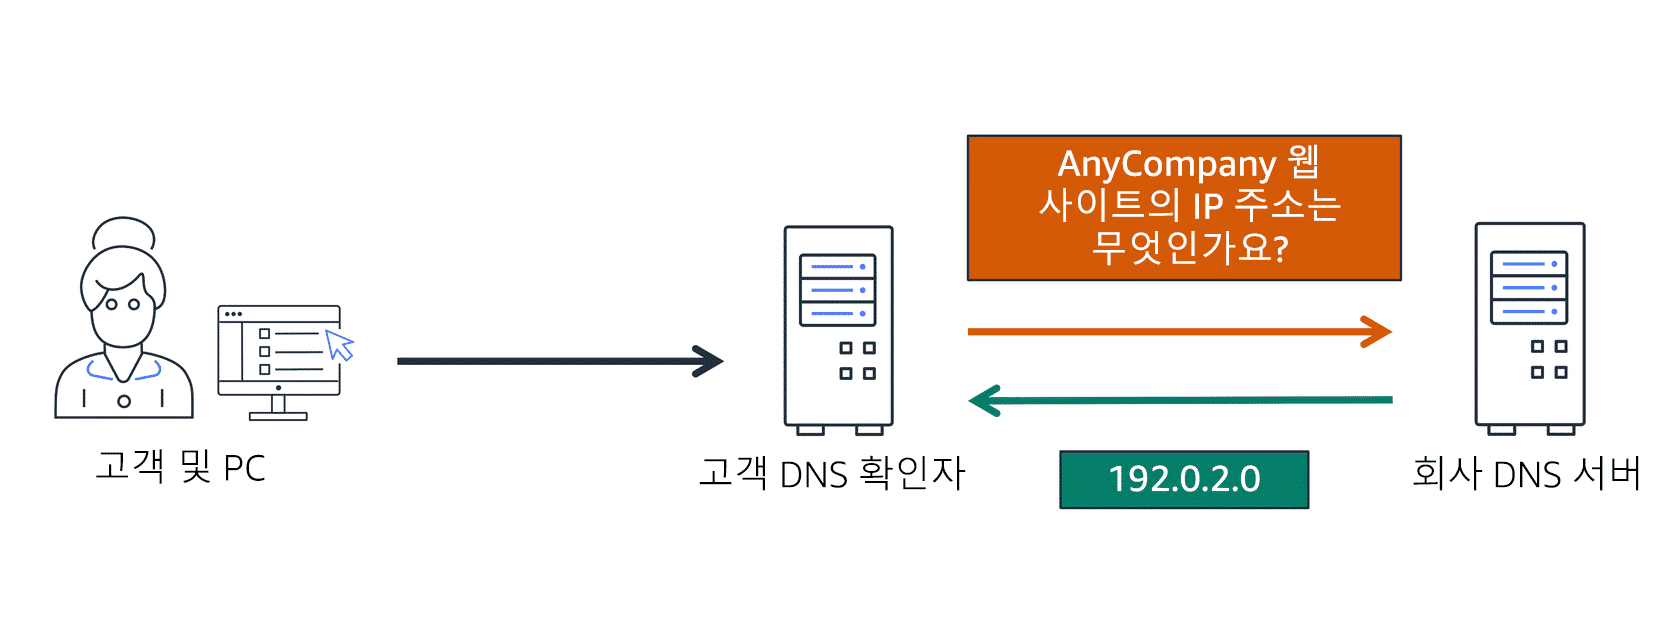 AnyCompany 웹
사이트의 IP 주소는
무엇인가요?
고객 및 PC
고객 DNS 확인자
192.0.2.0
회사 DNS 서버